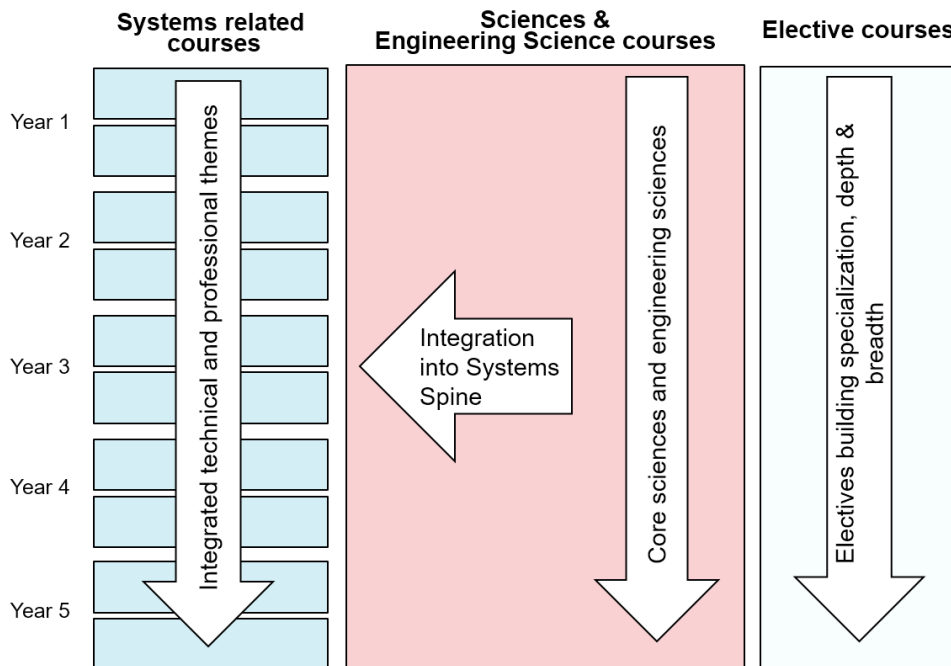 Systems related
courses
Sciences &
Engineering Science courses
Elective courses
Year 1
Year 2
Year 3
Year 4
Year 5
Integrated technical and professional themes
Integration
into Systems
Spine
Core sciences and engineering sciences
Electives building specialization, depth &
breadth